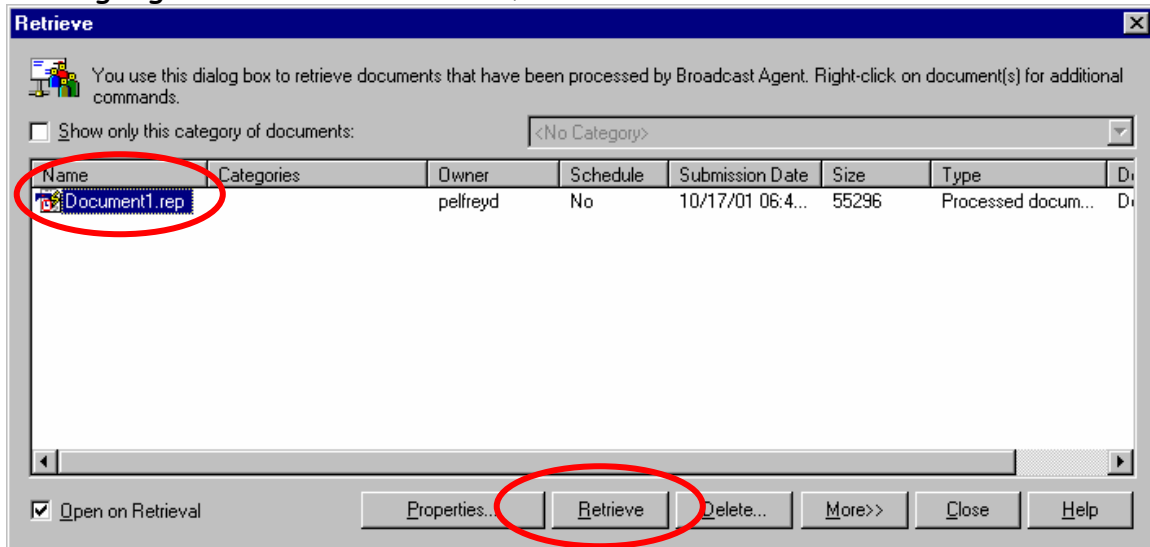 Retrieve
You use this dialog box to retrieve documents that have been processed by Broadcast Agent. Right-click on document(s) for additional
commands.
Show only this category of documents: <No Category>
Name Categories Owner Schedule Submission Date Size Type
Document1.rep pelfreyd No 10/17/01 06:4... 55296 Processed docum...
Open on Retrieval Properties... Retrieve Delete... More>> Close Help